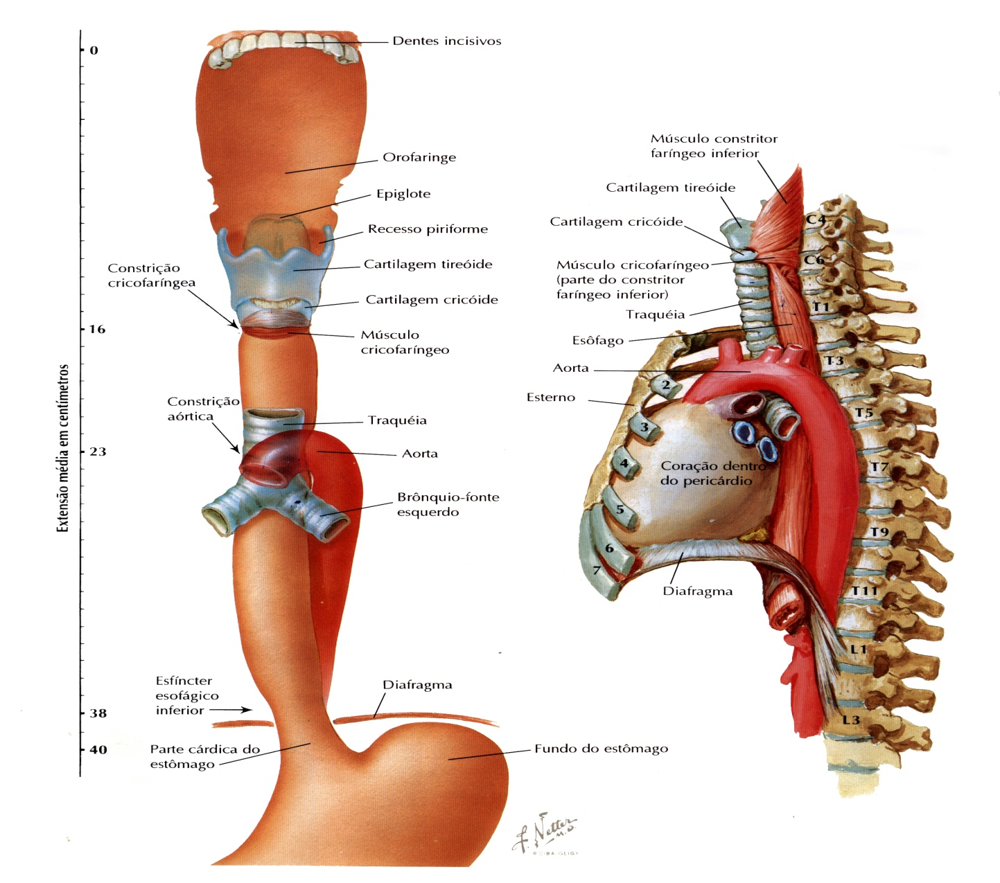 Dentes incisivos
0
Orofaringe
Epiglote
Recesso piriforme
Cartilagem tireóide
Constrição
cricofaríngea
Cartilagem cricóide
16
Músculo
cricofaríngeo
Extensão média em centímetros
Constrição
aórtica
Traquéia
23
Aorta
Brônquio-fonte
esquerdo
Esfíncter
esofágico
inferior
Diafragma
38
40
Parte cárdica do
estômago
Fundo do estômago
Músculo constritor
faríngeo inferior
Cartilagem tireóide
Cartilagem cricóide
C4
C6
Músculo cricofaríngeo
(parte do constritor
faríngeo inferior)
T1
Traquéia
Esôfago
T3
Aorta
2
Esterno
T5
3
4
Coração dentro
do pericárdio
T7
5
T9
6
7
Diafragma
T11
L1
L3
F. Netter
M.D.
© CIBA-GEIGY